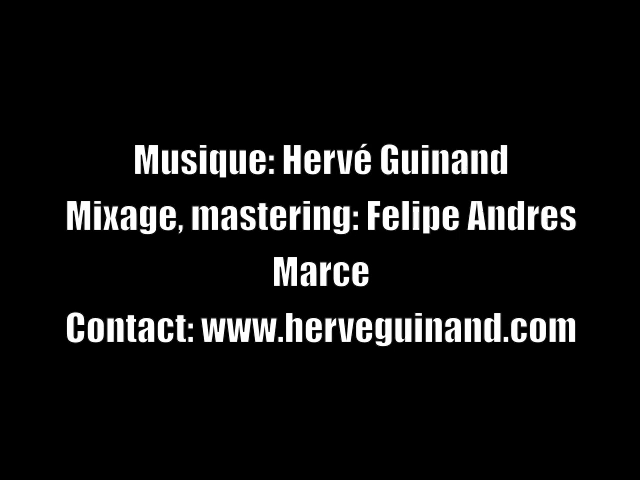 Musique: Hervé Guinand
Mixage, mastering: Felipe Andres
Marce
Contact: www.herveguinand.com